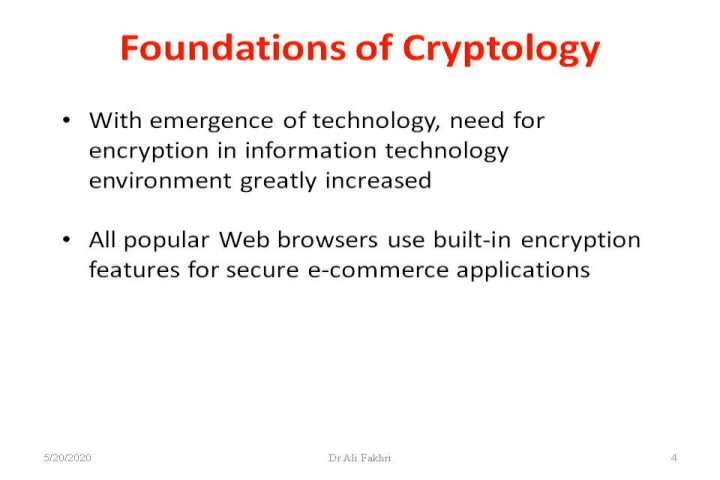 Foundations of Cryptology
• With emergence of technology, need for
encryption in information technology
environment greatly increased
• All popular Web browsers use built-in encryption
features for secure e-commerce applications
5/20/2020
Dr Ali Fakhri
4